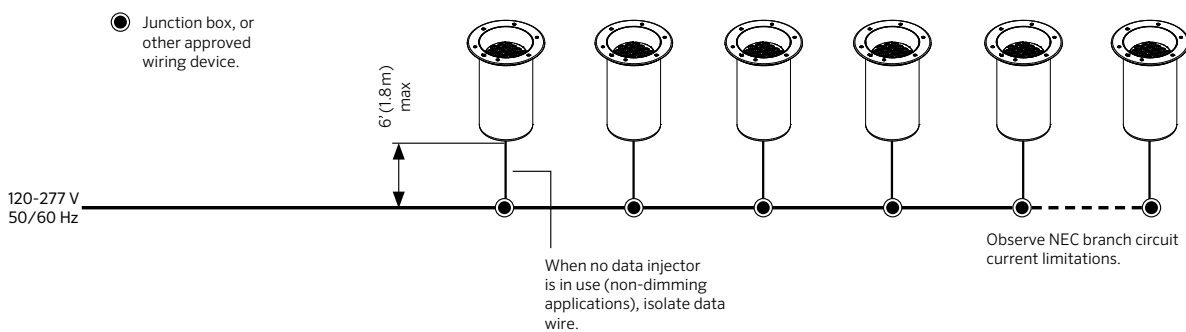 Junction box, or
other approved
wiring device.
6'(1.8m)
max
120-277 V
50/60 Hz
When no data injector
is in use (non-dimming
applications), isolate data
wire.
Observe NEC branch circuit
current limitations.